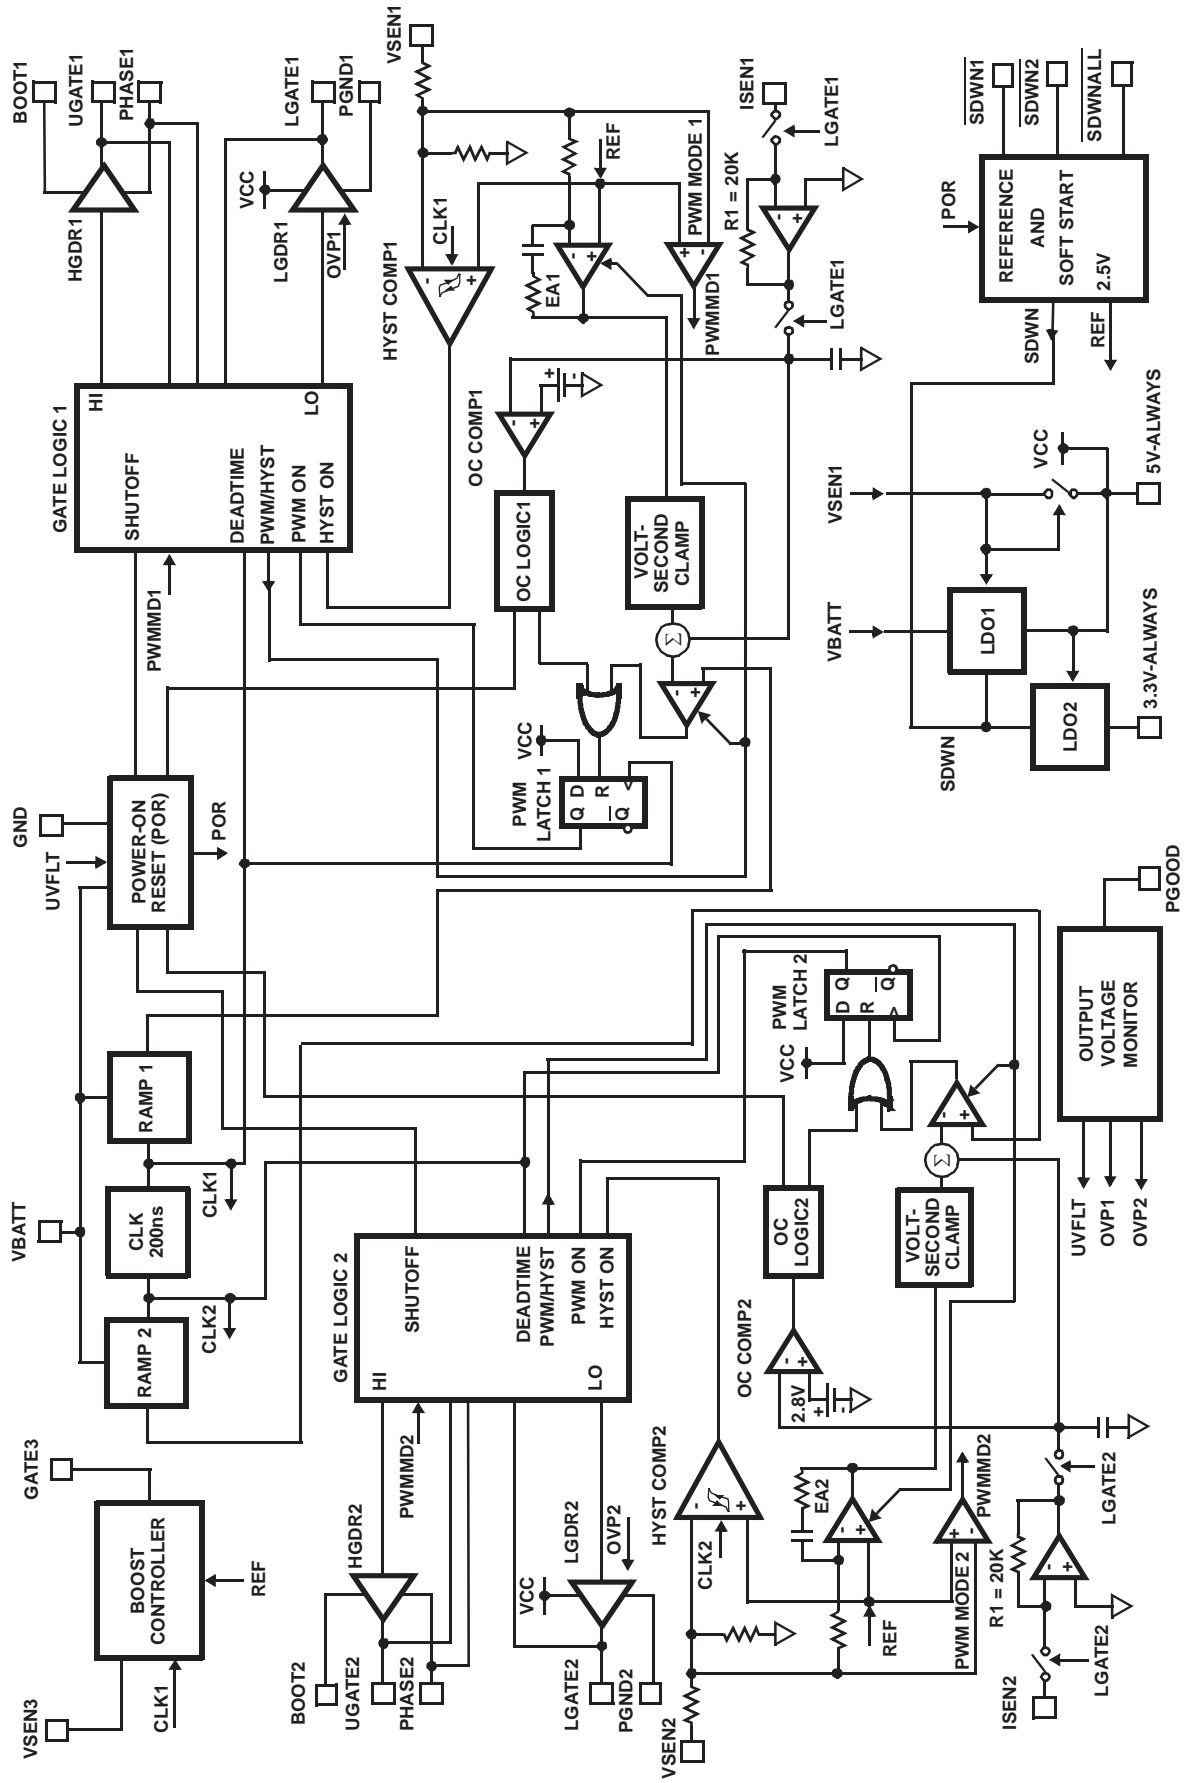 BOOT1
UGATE1
PHASE1
LGATE1
PGND1
VCC
HGDR1
LGDR1
OVP1
GATE LOGIC 1
HI
LO
SHUTOFF
DEADTIME
PWM/HYST
PWM ON
HYST ON
PWMMD1
VSEN1
HYST COMP1
CLK1
-
+
REF
EA1
-
+
PWM MODE 1
+
-
PWMMD1
ISEN1
LGATE1
R1 = 20K
-
+
LGATE1
OC COMP1
-
+
+
-
OC LOGIC1
VOLT-
SECOND
CLAMP
Σ
-
+
VCC
PWM
LATCH 1
Q D
R
Q
>
GND
UVFLT
POWER-ON
RESET (POR)
POR
VBATT
RAMP 1
CLK1
CLK
200ns
CLK2
RAMP 2
SDWN1
SDWN2
SDWNALL
POR
REFERENCE
AND
SOFT START
2.5V
SDWN
REF
VSEN1
VCC
5V-ALWAYS
VBATT
LDO1
SDWN
LDO2
3.3V-ALWAYS
PGOOD
OUTPUT
VOLTAGE
MONITOR
UVFLT
OVP1
OVP2
GATE3
VSEN3
BOOST
CONTROLLER
REF
CLK1
GATE LOGIC 2
HI
LO
SHUTOFF
DEADTIME
PWM/HYST
PWM ON
HYST ON
PWMMD2
HGDR2
LGDR2
OVP2
VCC
BOOT2
UGATE2
PHASE2
LGATE2
PGND2
VSEN2
HYST COMP2
CLK2
-
+
REF
EA2
-
+
PWM MODE 2
+
-
PWMMD2
ISEN2
LGATE2
R1 = 20K
-
+
LGATE2
OC COMP2
-
+
2.8V
+
-
OC
LOGIC2
VOLT-
SECOND
CLAMP
Σ
-
+
VCC
PWM
LATCH 2
D Q
R
Q
>